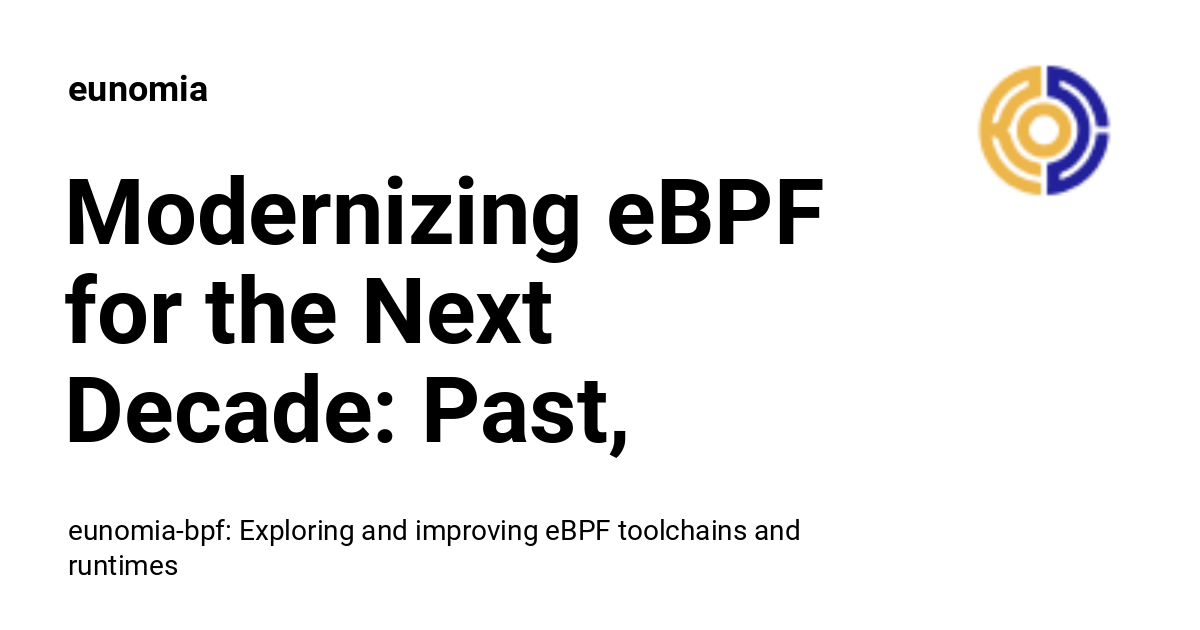 eunomia
Modernizing eBPF
for the Next
Decade: Past,
eunomia-bpf: Exploring and improving eBPF toolchains and
runtimes